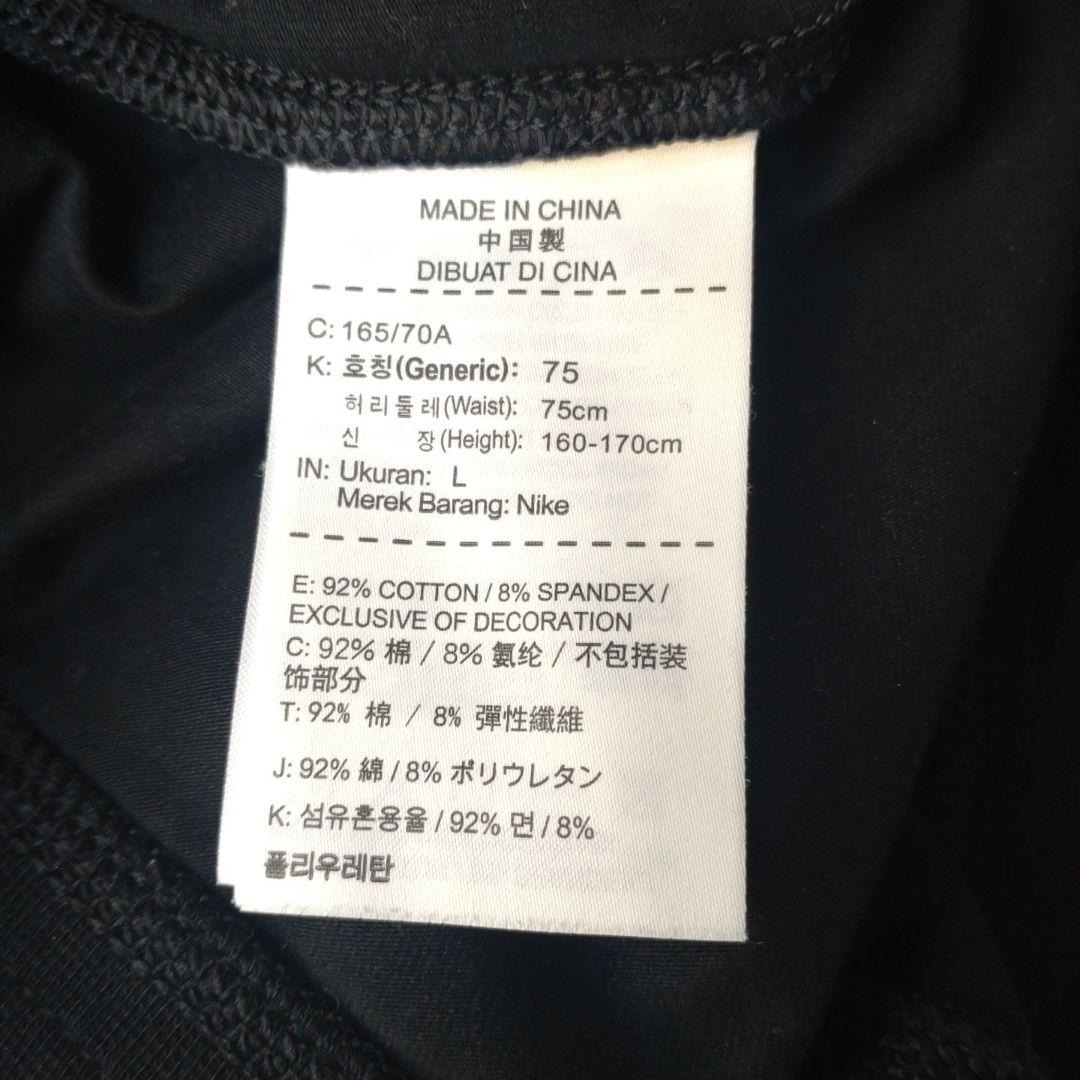 MADE IN CHINA
中国製
DIBUAT DI CINA
C: 165/70A
K: 호칭(Generic): 75
허리둘레(Waist): 75cm
신 장(Height): 160-170cm
IN: Ukuran: L
Merek Barang: Nike
E: 92% COTTON / 8% SPANDEX /
EXCLUSIVE OF DECORATION
C: 92% 棉 / 8% 氨纶 / 不包括装
饰部分
T: 92% 棉 / 8% 彈性纖維
J: 92% 綿 / 8% ポリウレタン
K: 섬유혼용율 / 92% 면 / 8%
폴리우레탄